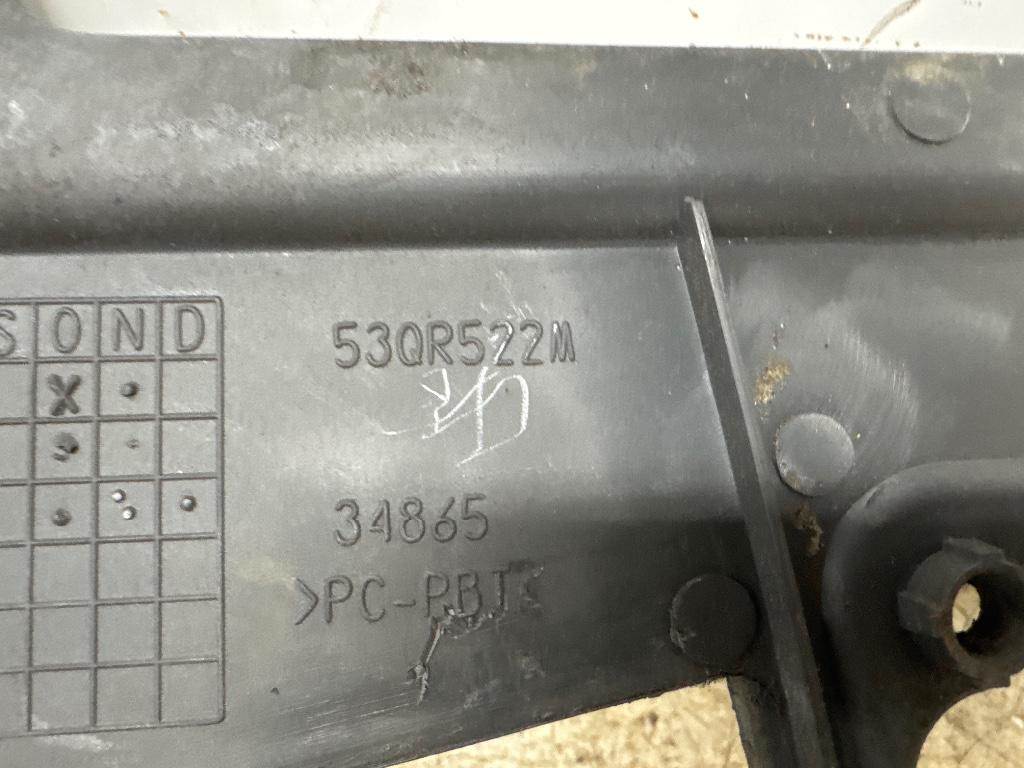 S O N D
X
53QR522M
34865
>PC-PBT<